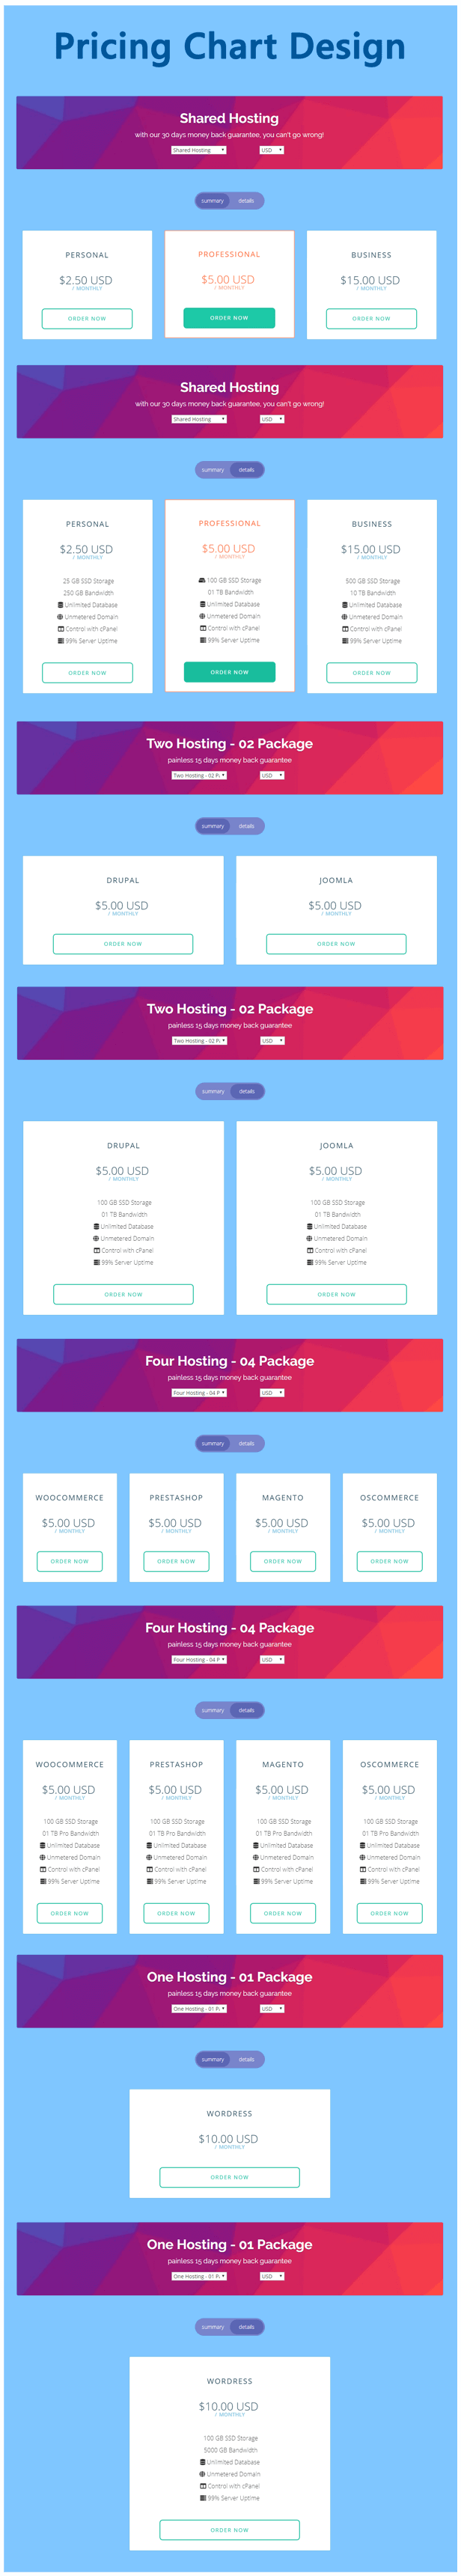 Pricing Chart Design
Shared Hosting
with our 30 days money back guarantee, you can't go wrong!
Shared Hosting USD
summary details
PERSONAL PROFESSIONAL BUSINESS
$2.50 USD $5.00 USD $15.00 USD
/ MONTHLY / MONTHLY / MONTHLY
ORDER NOW ORDER NOW ORDER NOW
Shared Hosting
with our 30 days money back guarantee, you can't go wrong!
Shared Hosting USD
summary details
PERSONAL PROFESSIONAL BUSINESS
$2.50 USD $5.00 USD $15.00 USD
/ MONTHLY / MONTHLY / MONTHLY
25 GB SSD Storage 100 GB SSD Storage 500 GB SSD Storage
250 GB Bandwidth 01 TB Bandwidth 10 TB Bandwidth
Unlimited Database Unlimited Database Unlimited Database
Unmetered Domain Unmetered Domain Unmetered Domain
Control with cPanel Control with cPanel Control with cPanel
99% Server Uptime 99% Server Uptime 99% Server Uptime
ORDER NOW ORDER NOW ORDER NOW
Two Hosting - 02 Package
painless 15 days money back guarantee
Two Hosting - 02 USD
summary details
DRUPAL JOOMLA
$5.00 USD $5.00 USD
/ MONTHLY / MONTHLY
ORDER NOW ORDER NOW
Two Hosting - 02 Package
painless 15 days money back guarantee
Two Hosting - 02 USD
summary details
DRUPAL JOOMLA
$5.00 USD $5.00 USD
/ MONTHLY / MONTHLY
100 GB SSD Storage 100 GB SSD Storage
01 TB Bandwidth 01 TB Bandwidth
Unlimited Database Unlimited Database
Unmetered Domain Unmetered Domain
Control with cPanel Control with cPanel
99% Server Uptime 99% Server Uptime
ORDER NOW ORDER NOW
Four Hosting - 04 Package
painless 15 days money back guarantee
Four Hosting - 04 P USD
summary details
WOOCOMMERCE PRESTASHOP MAGENTO OSCOMMERCE
$5.00 USD $5.00 USD $5.00 USD $5.00 USD
/ MONTHLY / MONTHLY / MONTHLY / MONTHLY
ORDER NOW ORDER NOW ORDER NOW ORDER NOW
Four Hosting - 04 Package
painless 15 days money back guarantee
Four Hosting - 04 P USD
summary details
WOOCOMMERCE PRESTASHOP MAGENTO OSCOMMERCE
$5.00 USD $5.00 USD $5.00 USD $5.00 USD
/ MONTHLY / MONTHLY / MONTHLY / MONTHLY
100 GB SSD Storage 100 GB SSD Storage 100 GB SSD Storage 100 GB SSD Storage
01 TB Pro Bandwidth 01 TB Pro Bandwidth 01 TB Pro Bandwidth 01 TB Pro Bandwidth
Unlimited Database Unlimited Database Unlimited Database Unlimited Database
Unmetered Domain Unmetered Domain Unmetered Domain Unmetered Domain
Control with cPanel Control with cPanel Control with cPanel Control with cPanel
99% Server Uptime 99% Server Uptime 99% Server Uptime 99% Server Uptime
ORDER NOW ORDER NOW ORDER NOW ORDER NOW
One Hosting - 01 Package
painless 15 days money back guarantee
One Hosting - 01 USD
summary details
WORDRESS
$10.00 USD
/ MONTHLY
ORDER NOW
One Hosting - 01 Package
painless 15 days money back guarantee
One Hosting - 01 USD
summary details
WORDRESS
$10.00 USD
/ MONTHLY
100 GB SSD Storage
5000 GB Bandwidth
Unlimited Database
Unmetered Domain
Control with cPanel
99% Server Uptime
ORDER NOW